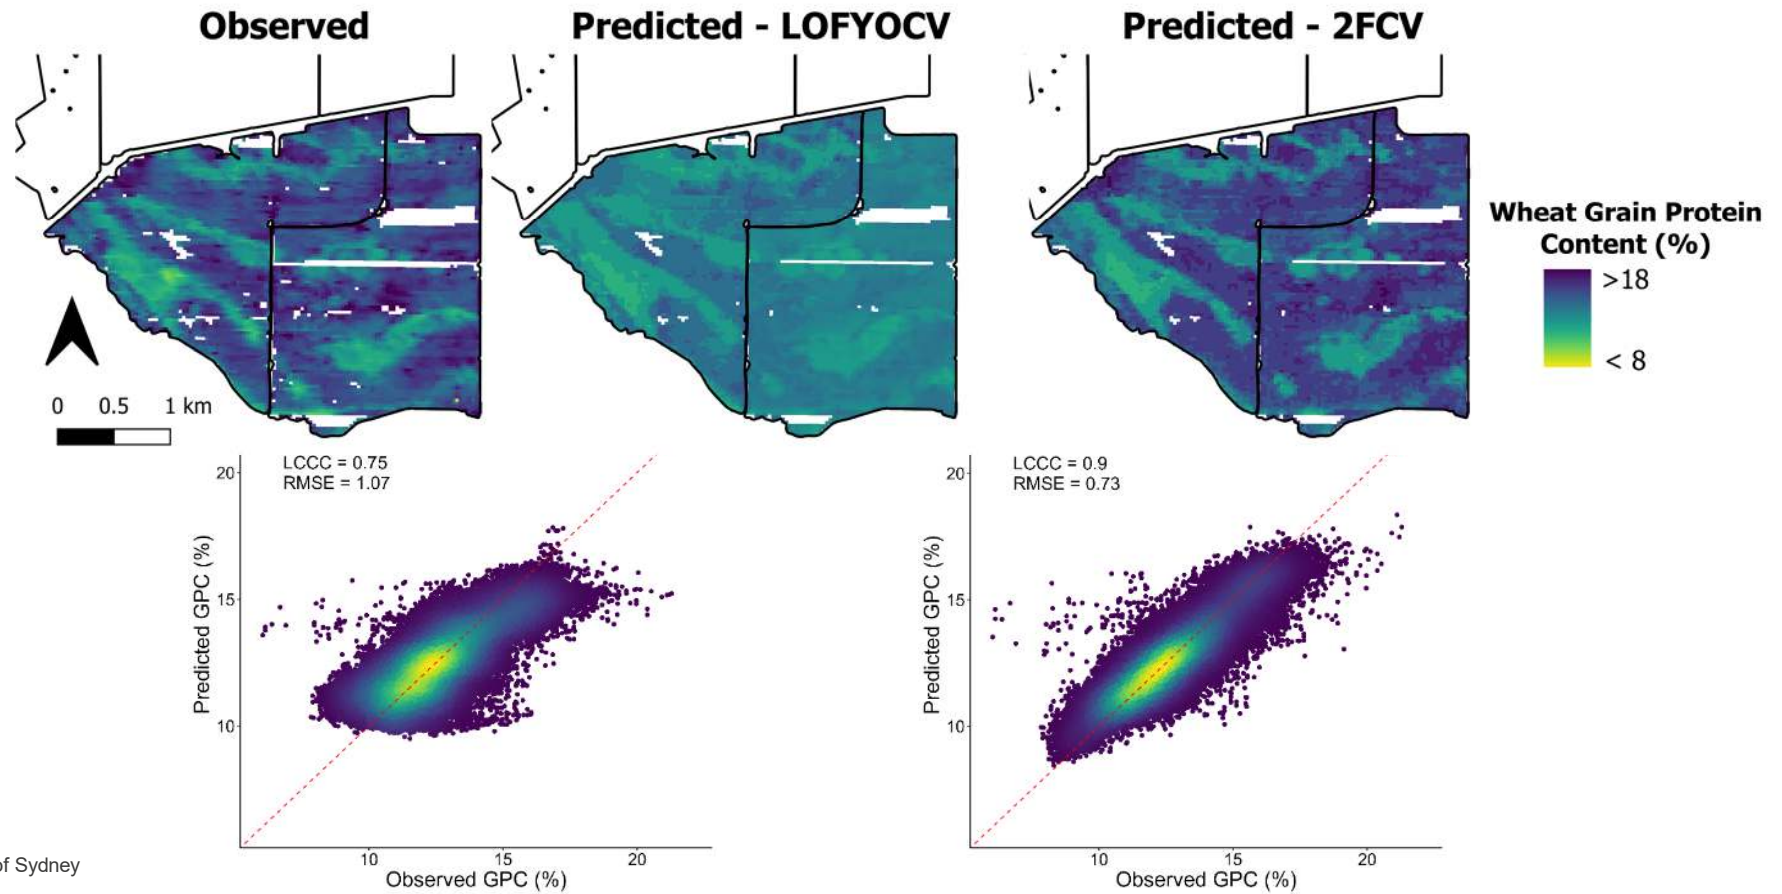 Observed
Predicted - LOFYOCV
Predicted - 2FCV
Wheat Grain Protein
Content (%)
>18
< 8
0 0.5 1 km
LCCC = 0.75
RMSE = 1.07
20
15
10
Predicted GPC (%)
10 15 20
Observed GPC (%)
LCCC = 0.9
RMSE = 0.73
20
15
10
Predicted GPC (%)
10 15 20
Observed GPC (%)
of Sydney